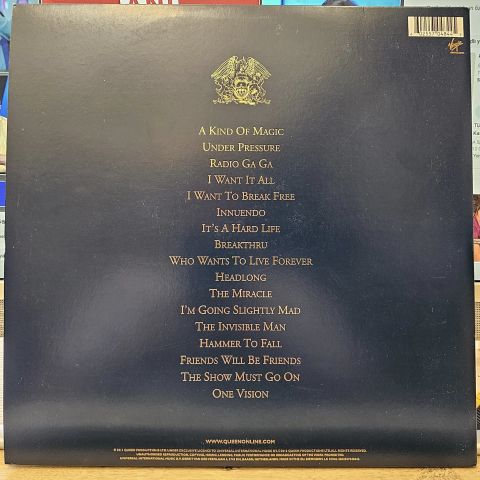 Virgin
A Kind Of Magic
Under Pressure
Radio Ga Ga
I Want It All
I Want To Break Free
Innuendo
It's A Hard Life
Breakthru
Who Wants To Live Forever
Headlong
The Miracle
I'm Going Slightly Mad
The Invisible Man
Hammer To Fall
Friends Will Be Friends
The Show Must Go On
One Vision
WWW.QUEENONLINE.COM